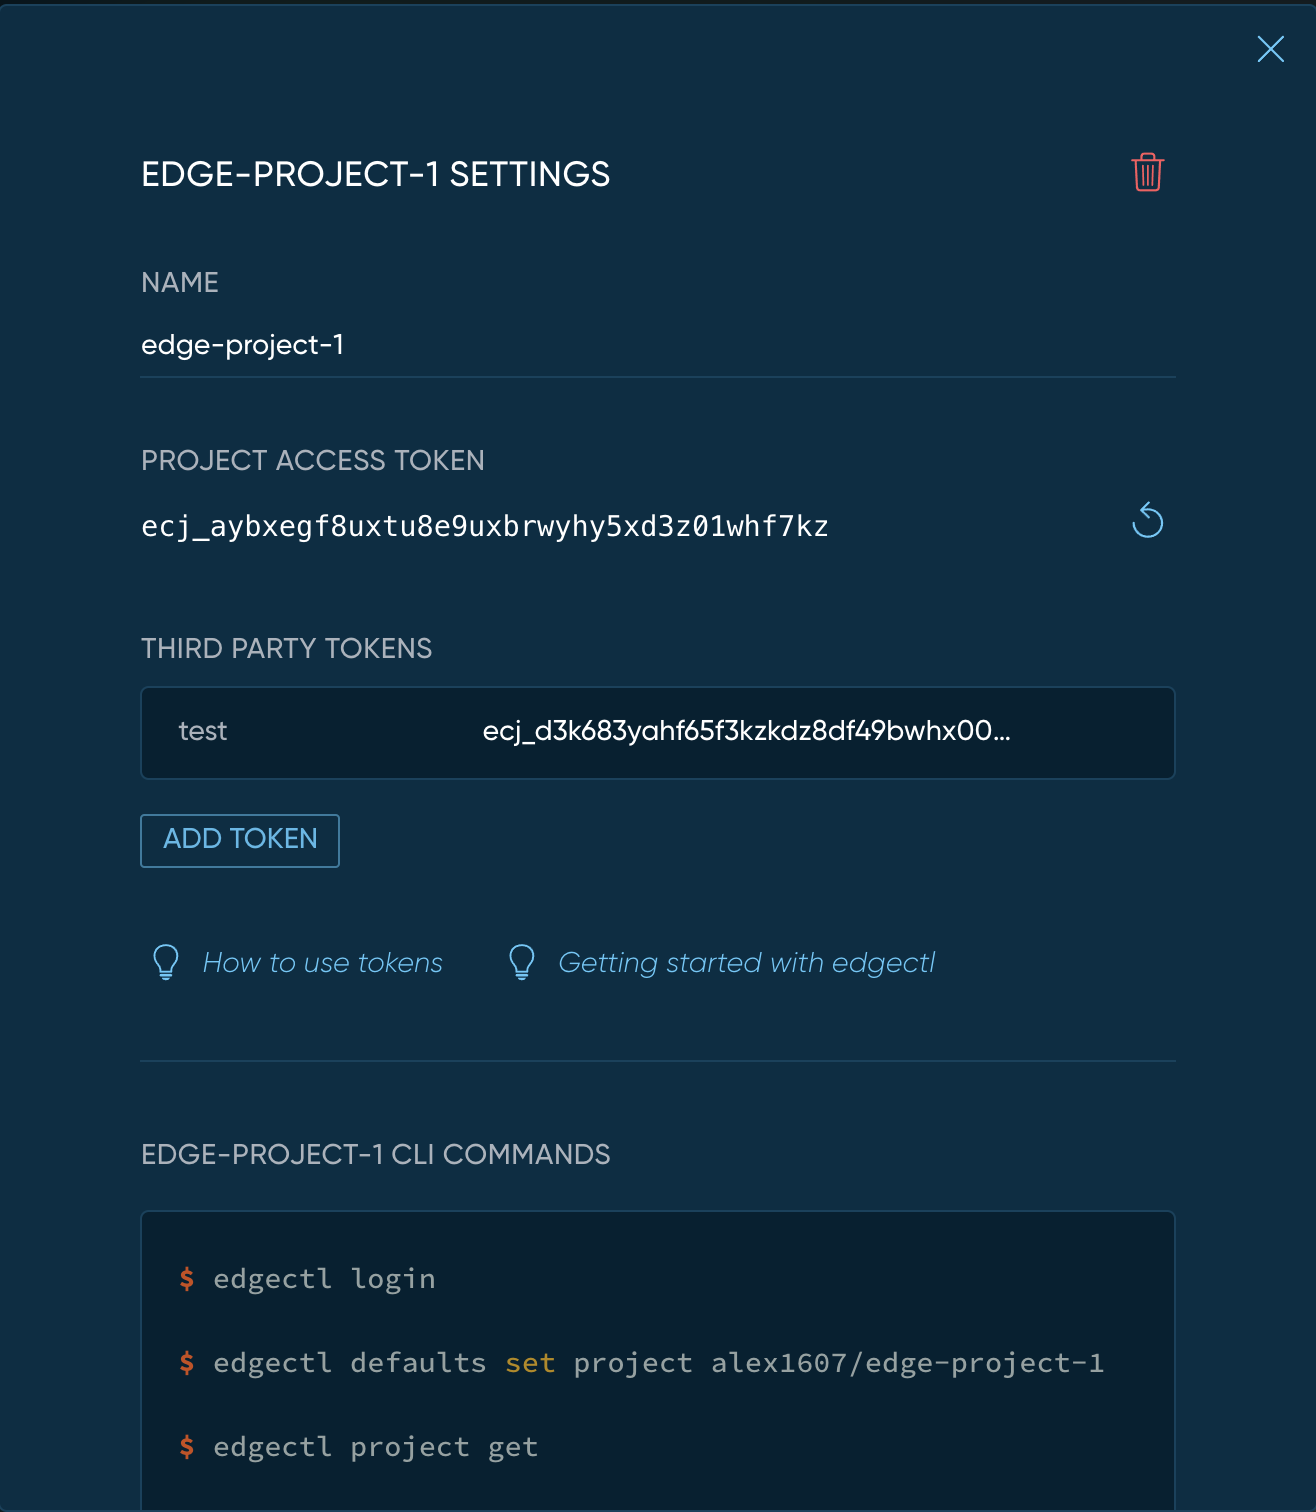 EDGE-PROJECT-1 SETTINGS
NAME
edge-project-1
PROJECT ACCESS TOKEN
ecj_aybxegf8uxtu8e9uxbrwyhy5xd3z01whf7kz
THIRD PARTY TOKENS
test ecj_d3k683yahf65f3kzkdz8df49bwhx00...
ADD TOKEN
How to use tokens Getting started with edgectl
EDGE-PROJECT-1 CLI COMMANDS
$ edgectl login
$ edgectl defaults set project alex1607/edge-project-1
$ edgectl project get